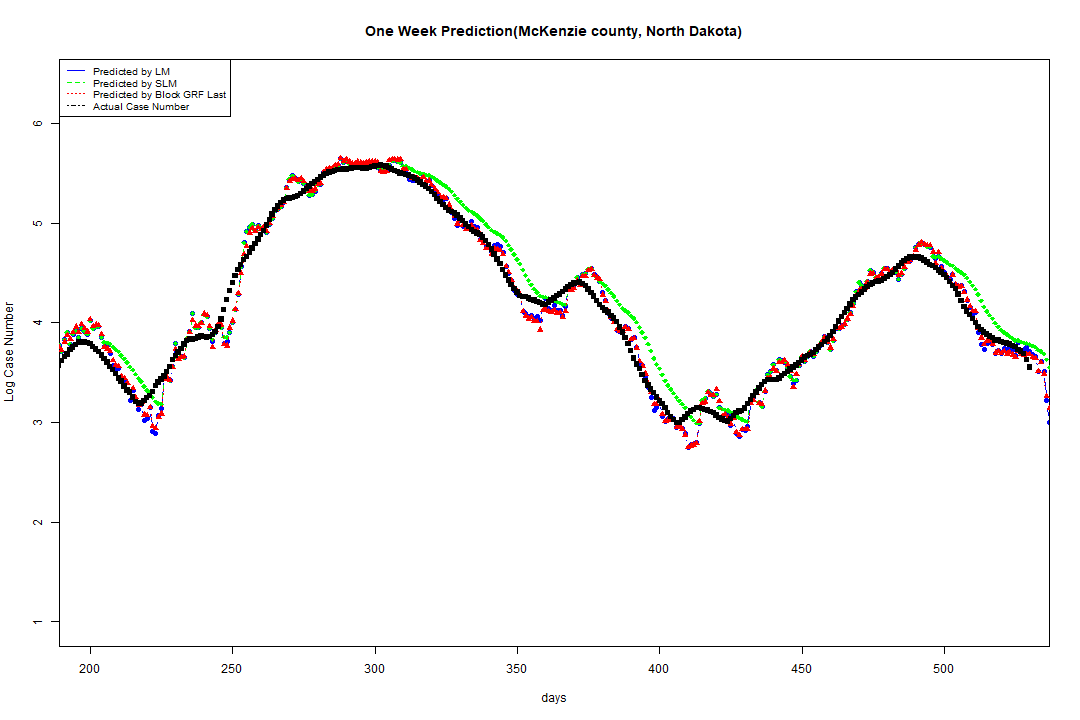 One Week Prediction(McKenzie county, North Dakota)
Predicted by LM
Predicted by SLM
Predicted by Block GRF Last
Actual Case Number
6
5
4
3
2
1
Log Case Number
200 250 300 350 400 450 500
days